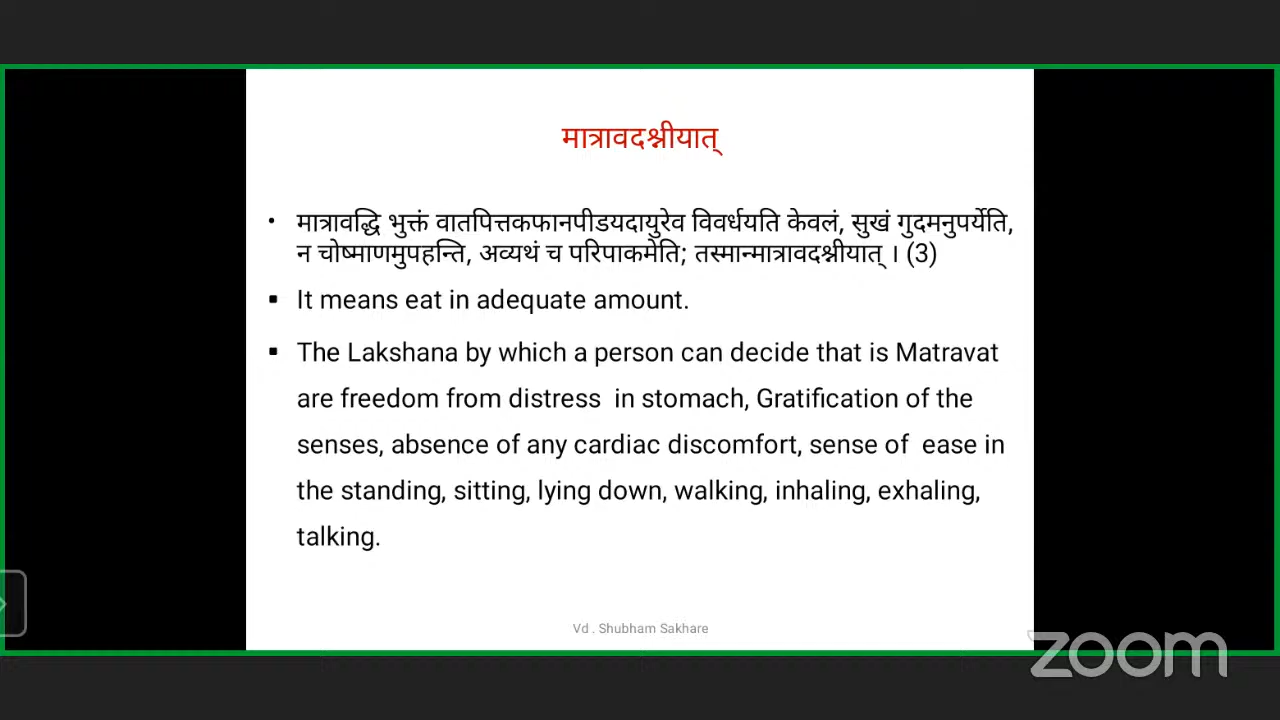 मात्रावदश्नीयात्
• मात्रावद्धि भुक्तं वातपित्तकफानपीडयदायुरेव विवर्धयति केवलं, सुखं गुदमनुपर्येति,
न चोष्माणमुपहन्ति, अव्यथं च परिपाकमेति; तस्मान्मात्रावदश्नीयात् । (3)
▪ It means eat in adequate amount.
▪ The Lakshana by which a person can decide that is Matravat
are freedom from distress in stomach, Gratification of the
senses, absence of any cardiac discomfort, sense of ease in
the standing, sitting, lying down, walking, inhaling, exhaling,
talking.
Vd . Shubham Sakhare
zoom